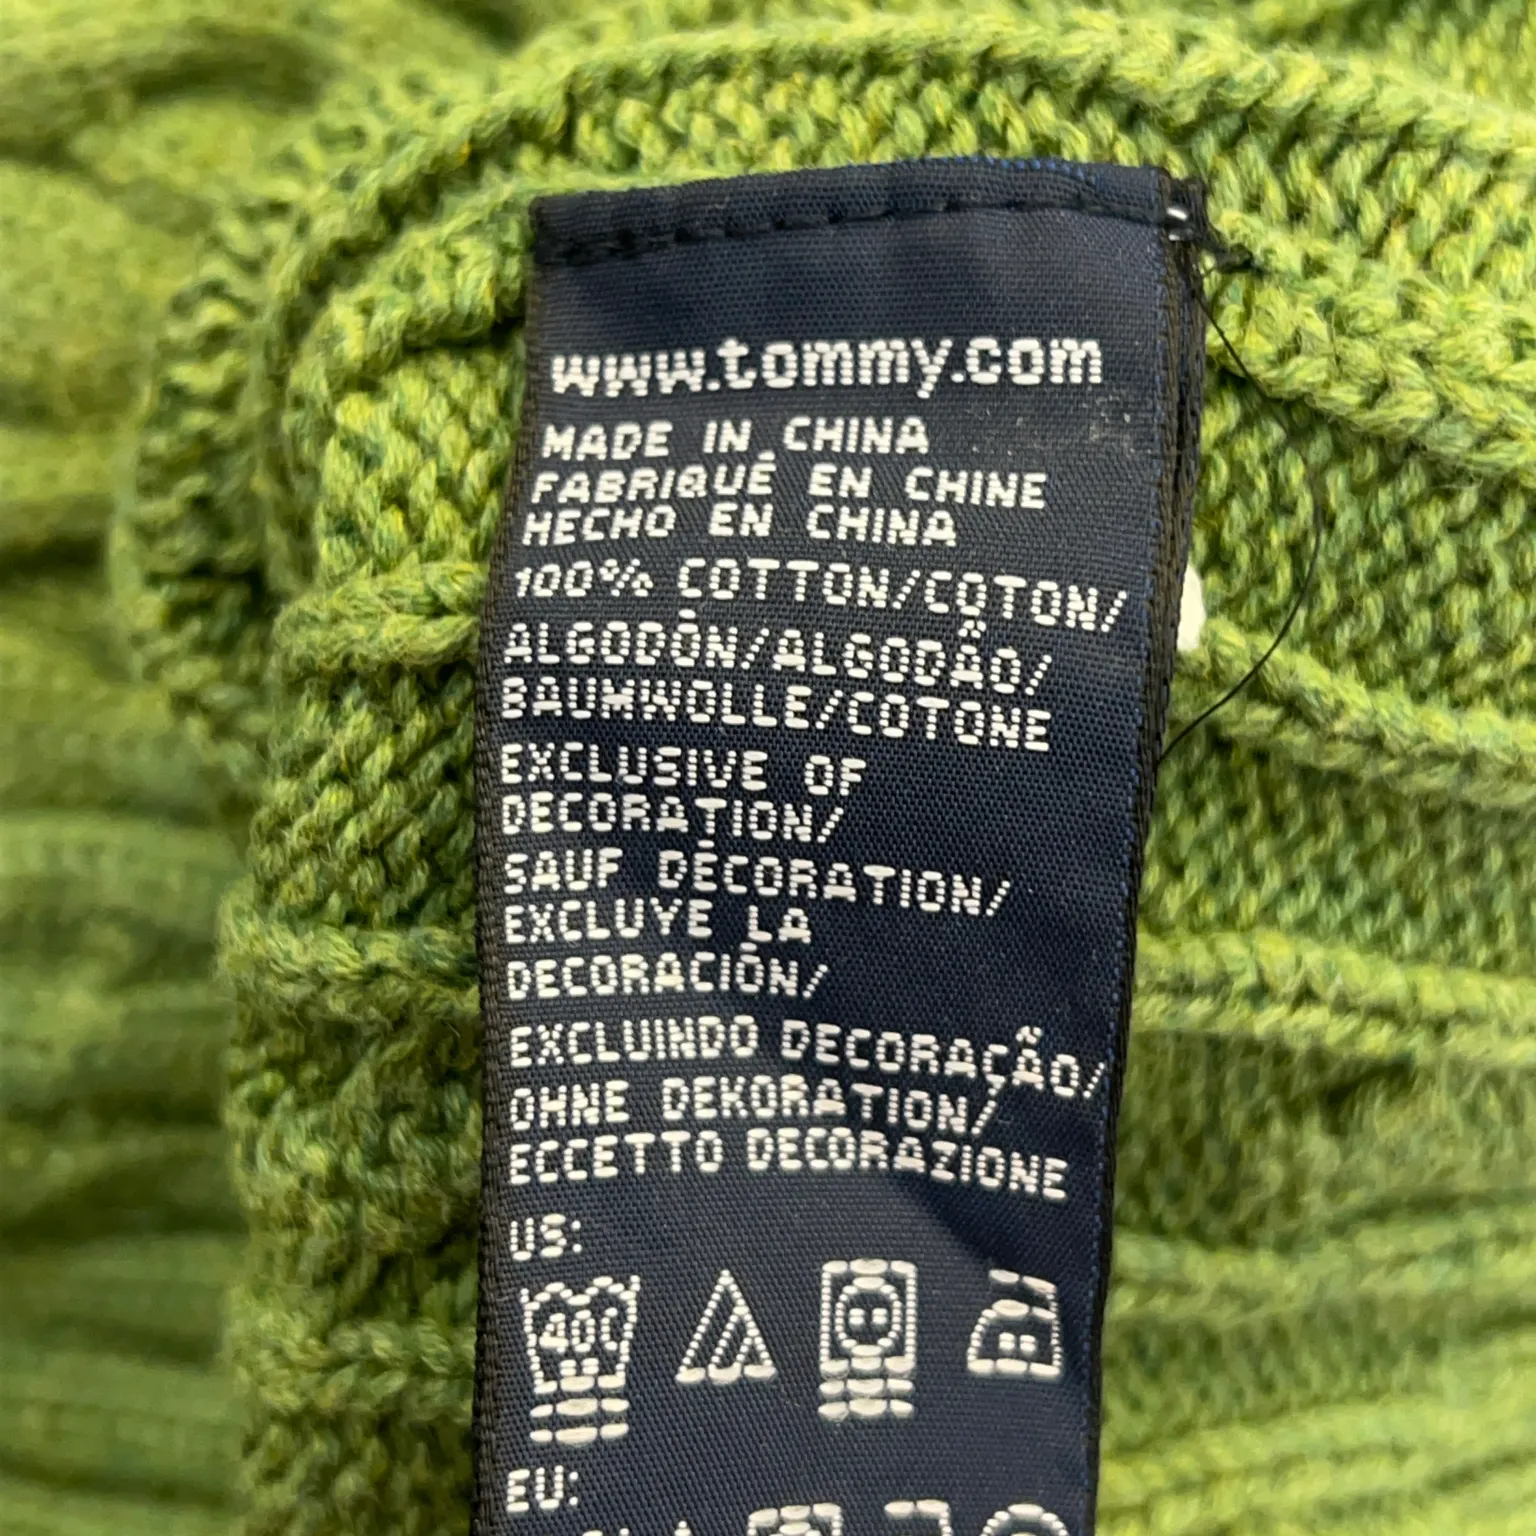 www.tommy.com
MADE IN CHINA
FABRIQUÉ EN CHINE
HECHO EN CHINA
100% COTTON/COTON/
ALGODÓN/ALGODÃO/
BAUMWOLLE/COTONE
EXCLUSIVE OF
DECORATION/
SAUF DÉCORATION/
EXCLUYE LA
DECORACIÓN/
EXCLUINDO DECORAÇÃO/
OHNE DEKORATION/
ECCETTO DECORAZIONE
US:
40C
EU: